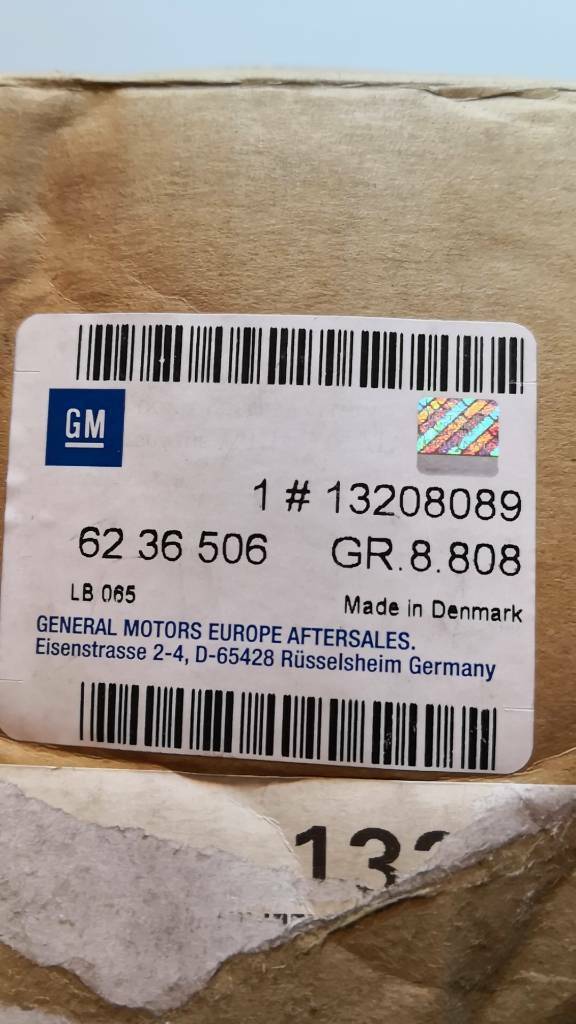 GM
1 # 13208089
62 36 506 GR.8.808
LB 065 Made in Denmark
GENERAL MOTORS EUROPE AFTERSALES.
Eisenstrasse 2-4, D-65428 Rüsselsheim Germany